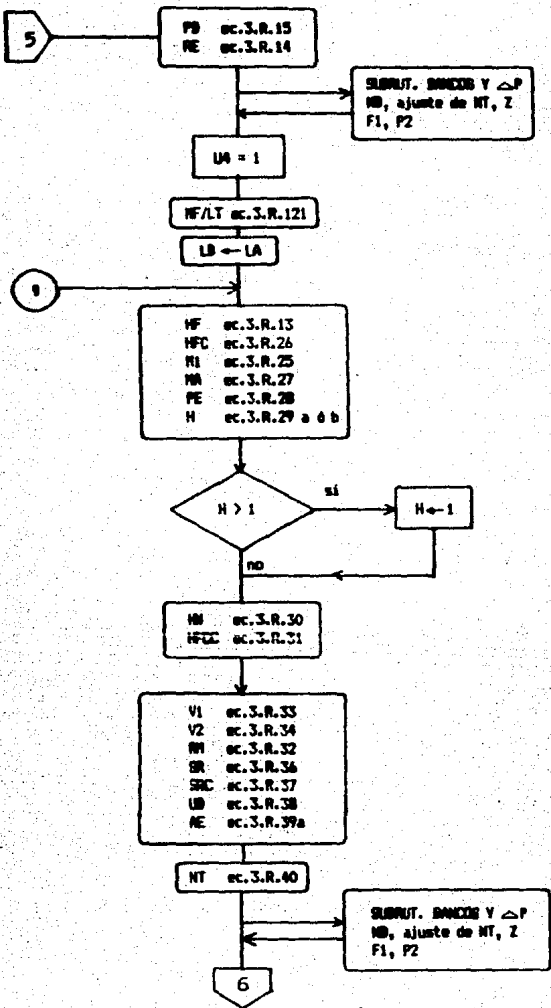 5
PD ec.3.R.15
RE ec.3.R.14
SUBRUT. BANCOS Y △P
NB, ajuste de NT, Z
F1, P2
U4 = 1
NF/LT ec.3.R.121
LB ← LA
9
HF ec.3.R.13
HFC ec.3.R.26
M1 ec.3.R.25
MA ec.3.R.27
PE ec.3.R.28
H ec.3.R.29 a ó b
H > 1
sí
H ← 1
no
HW ec.3.R.30
HFCC ec.3.R.31
V1 ec.3.R.33
V2 ec.3.R.34
RM ec.3.R.32
BR ec.3.R.36
SRC ec.3.R.37
UD ec.3.R.38
AE ec.3.R.39a
NT ec.3.R.40
SUBRUT. BANCOS Y △P
NB, ajuste de NT, Z
F1, P2
6